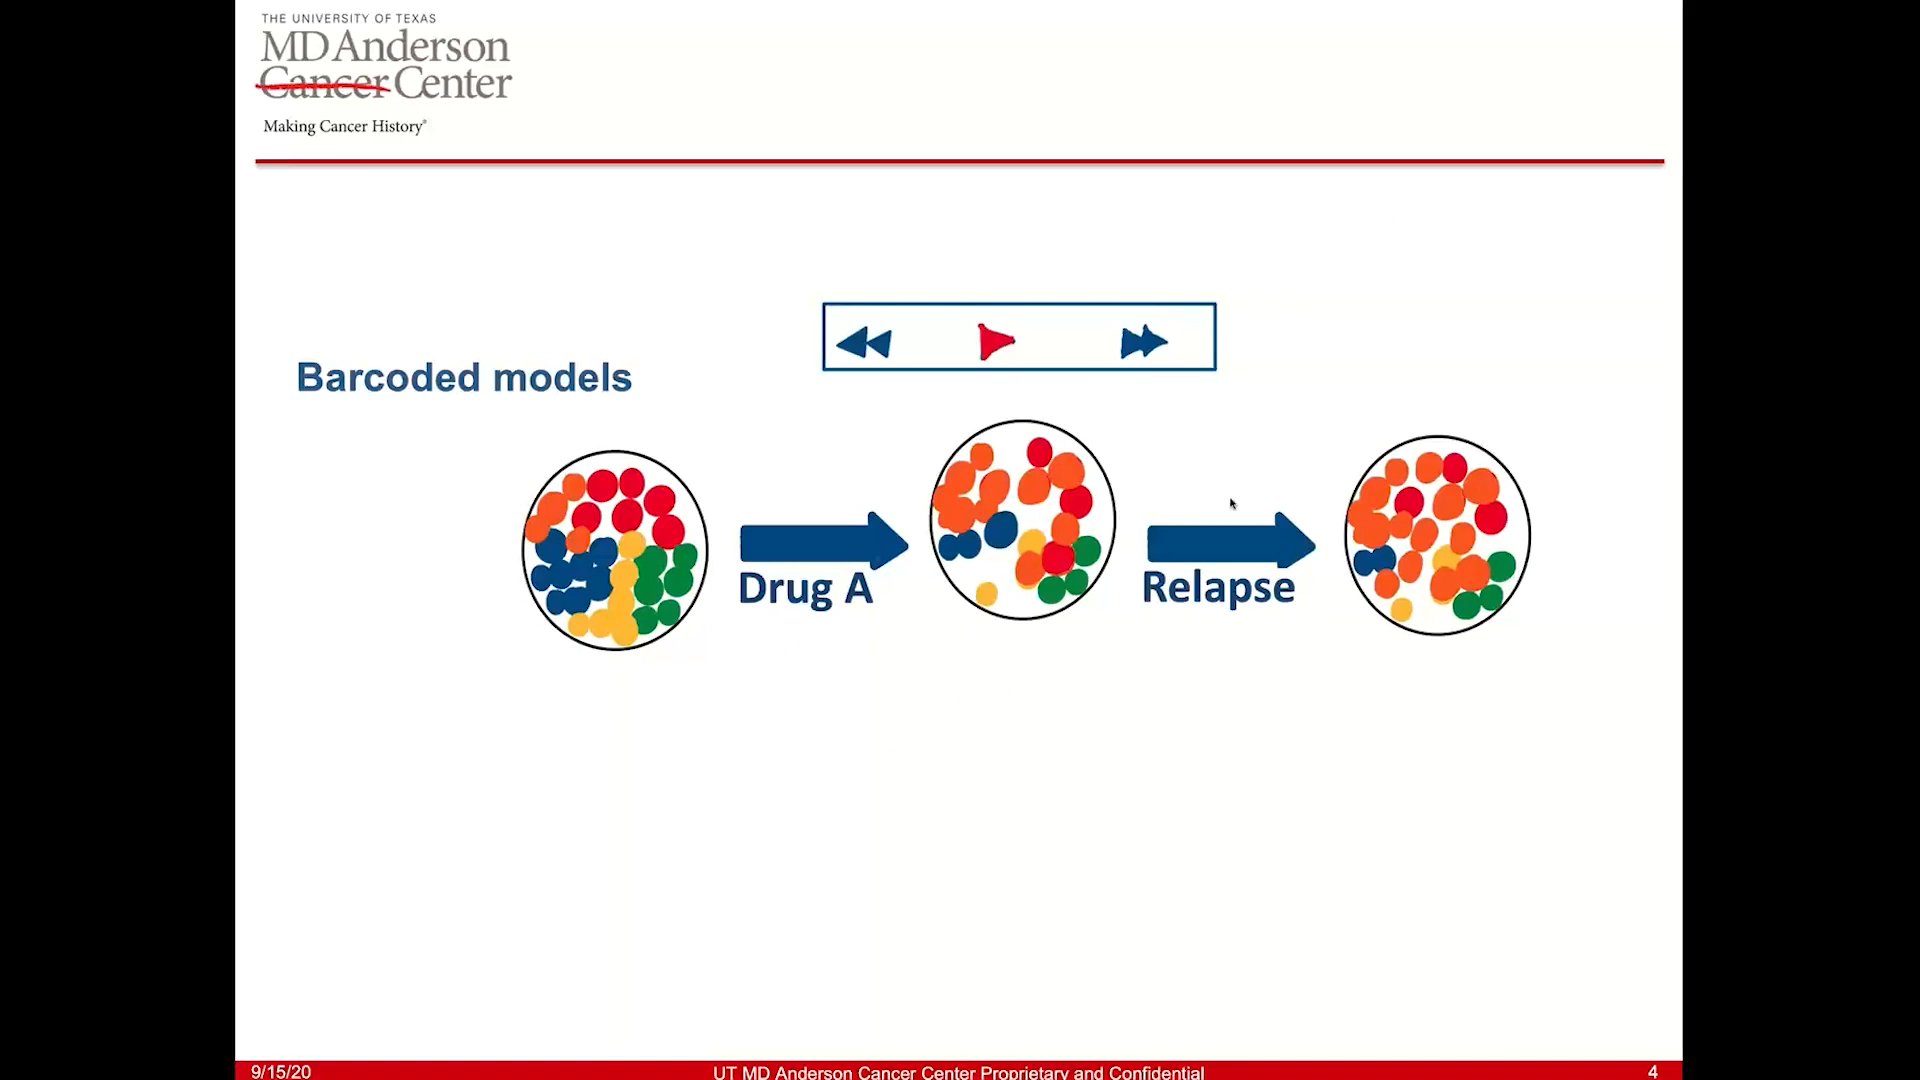 THE UNIVERSITY OF TEXAS
MD Anderson
Cancer Center
Making Cancer History®
Barcoded models
Drug A
Relapse
9/15/20
UT MD Anderson Cancer Center Proprietary and Confidential
4